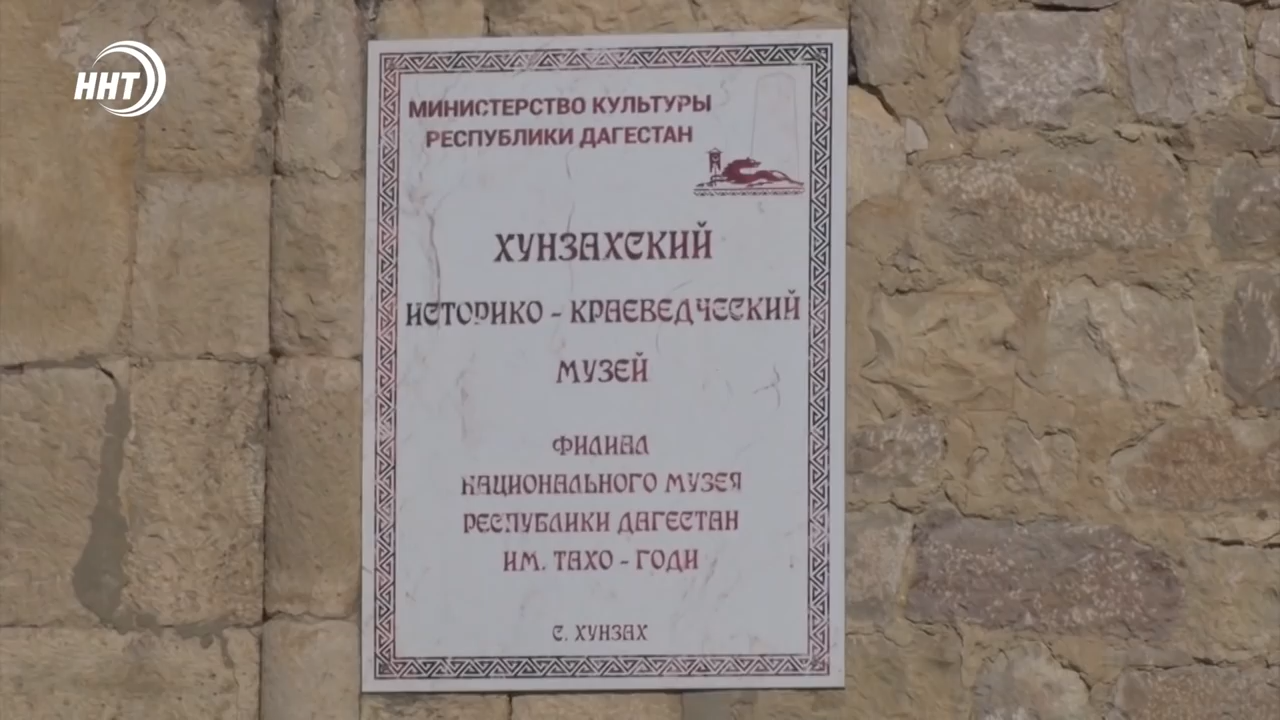 ННТ
МИНИСТЕРСТВО КУЛЬТУРЫ
РЕСПУБЛИКИ ДАГЕСТАН
ХУНЗАХСКИЙ
ИСТОРИКО - КРАЕВЕДЧЕСКИЙ
МУЗЕЙ
ФИЛИАЛ
НАЦИОНАЛЬНОГО МУЗЕЯ
РЕСПУБЛИКИ ДАГЕСТАН
ИМ. ТАХО - ГОДИ
С. ХУНЗАХ